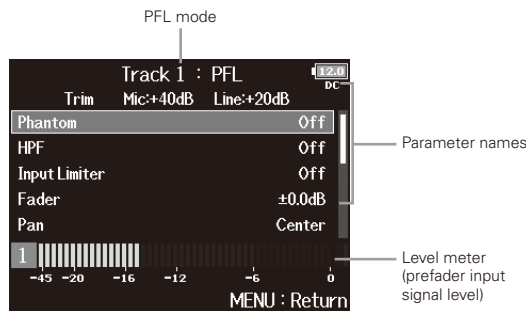 PFL mode
Track 1 : PFL
12.0
DC
Trim Mic:+40dB Line:+20dB
Phantom Off
HPF Off
Input Limiter Off
Fader ±0.0dB
Pan Center
Parameter names
1
-45 -20 -16 -12 -6 0
Level meter
(prefader input
signal level)
MENU : Return